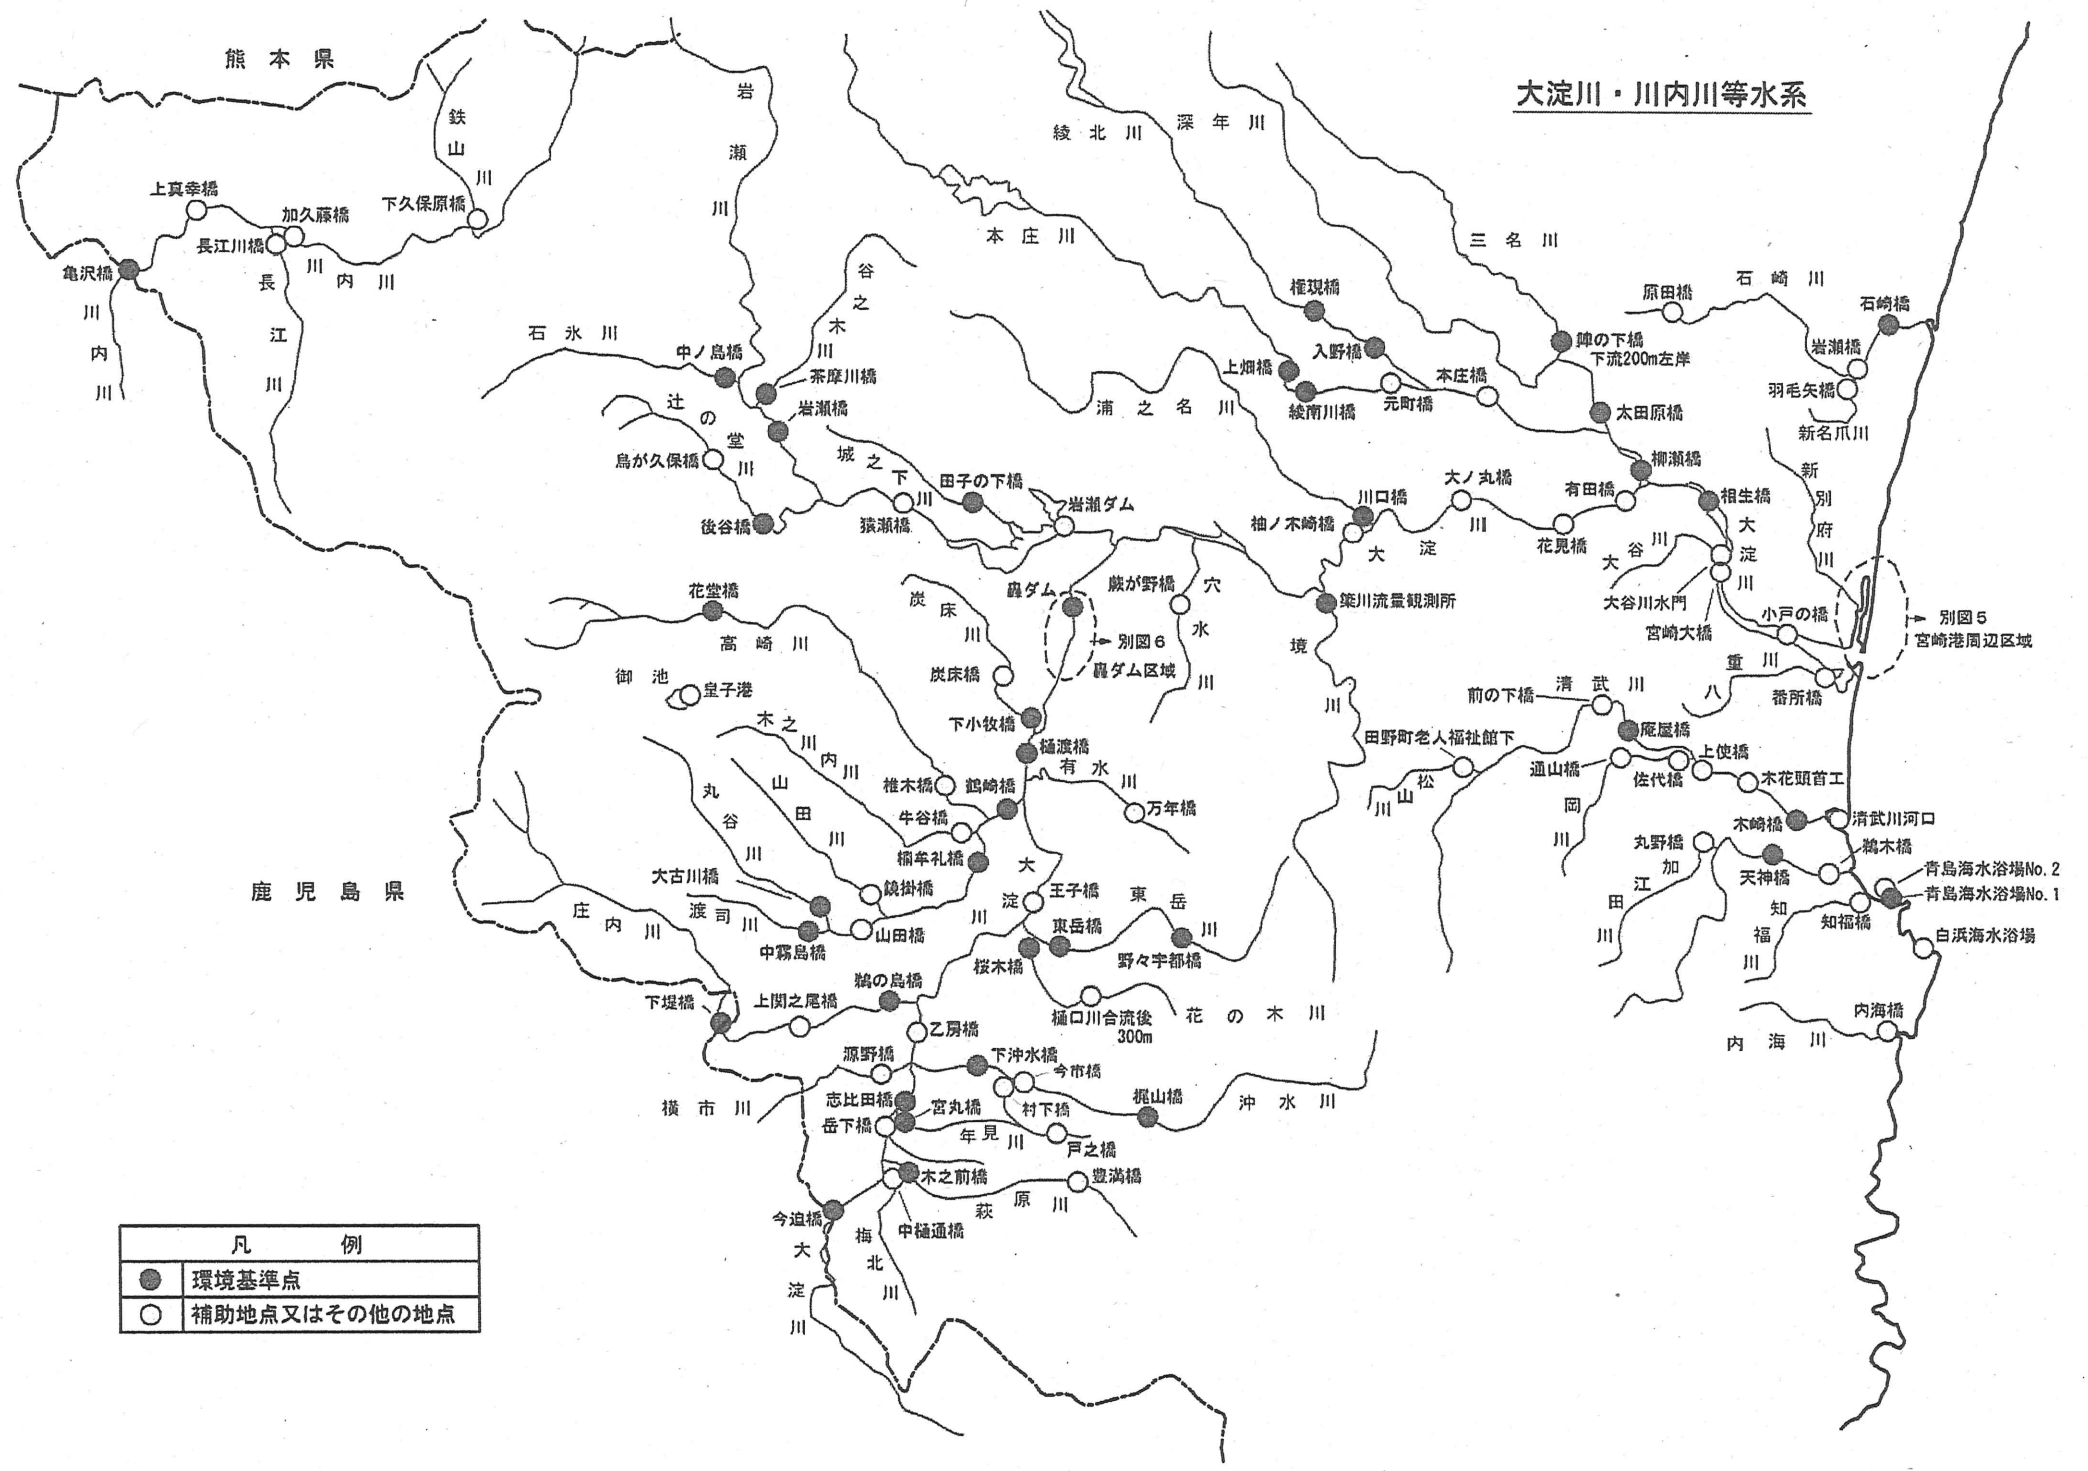 大淀川・川内川等水系
熊本県
鹿児島県
鉄山川
上真幸橋
加久藤橋
下久保原橋
長江川橋
亀沢橋
川内川
川内川
長江川
岩瀬川
谷之木川
石氷川
中ノ島橋
茶摩川橋
岩瀬橋
辻の堂川
鳥が久保橋
後谷橋
城之下川
猿瀬橋
田子の下橋
岩瀬ダム
綾北川
深年川
本庄川
三名川
石崎川
原田橋
石崎橋
岩瀬橋
羽毛矢橋
新名爪川
権現橋
入野橋
陣の下橋
下流200m左岸
上畑橋
綾南川橋
元町橋
本庄橋
太田原橋
浦之名川
柳瀬橋
有田橋
相生橋
大ノ丸橋
川口橋
柚ノ木崎橋
花見橋
大淀川
大谷川
大淀川
新別府川
大谷川水門
宮崎大橋
小戸の橋
→別図5
宮崎港周辺区域
八重川
番所橋
花堂橋
高崎川
炭床川
炭床橋
轟ダム
→別図6
轟ダム区域
蕨が野橋
穴水川
簗川流量観測所
境川
御池
皇子港
下小牧橋
樋渡橋
有水川
万年橋
木之川内川
山田川
丸谷川
椎木橋
鶴崎橋
牛谷橋
桐牟礼橋
大古川橋
渡司川
中霧島橋
鐃掛橋
山田橋
庄内川
大淀川
王子橋
東岳橋
東岳川
野々宇都橋
桜木橋
樋口川合流後
300m
花の木川
下堤橋
上関之尾橋
鵜の島橋
乙房橋
源野橋
下沖水橋
今市橋
村下橋
梶山橋
沖水川
横市川
志比田橋
宮丸橋
岳下橋
年見川
戸之橋
木之前橋
豊満橋
萩原川
今迫橋
中樋通橋
梅北川
大淀川
前の下橋
清武川
庵屋橋
田野町老人福祉館下
松山川
通山橋
上使橋
佐代橋
木花頭首工
岡川
木崎橋
清武川河口
丸野橋
鵜木橋
天神橋
加江田川
青島海水浴場No.2
青島海水浴場No.1
知福川
知福橋
白浜海水浴場
内海橋
内海川
凡例
環境基準点
補助地点又はその他の地点